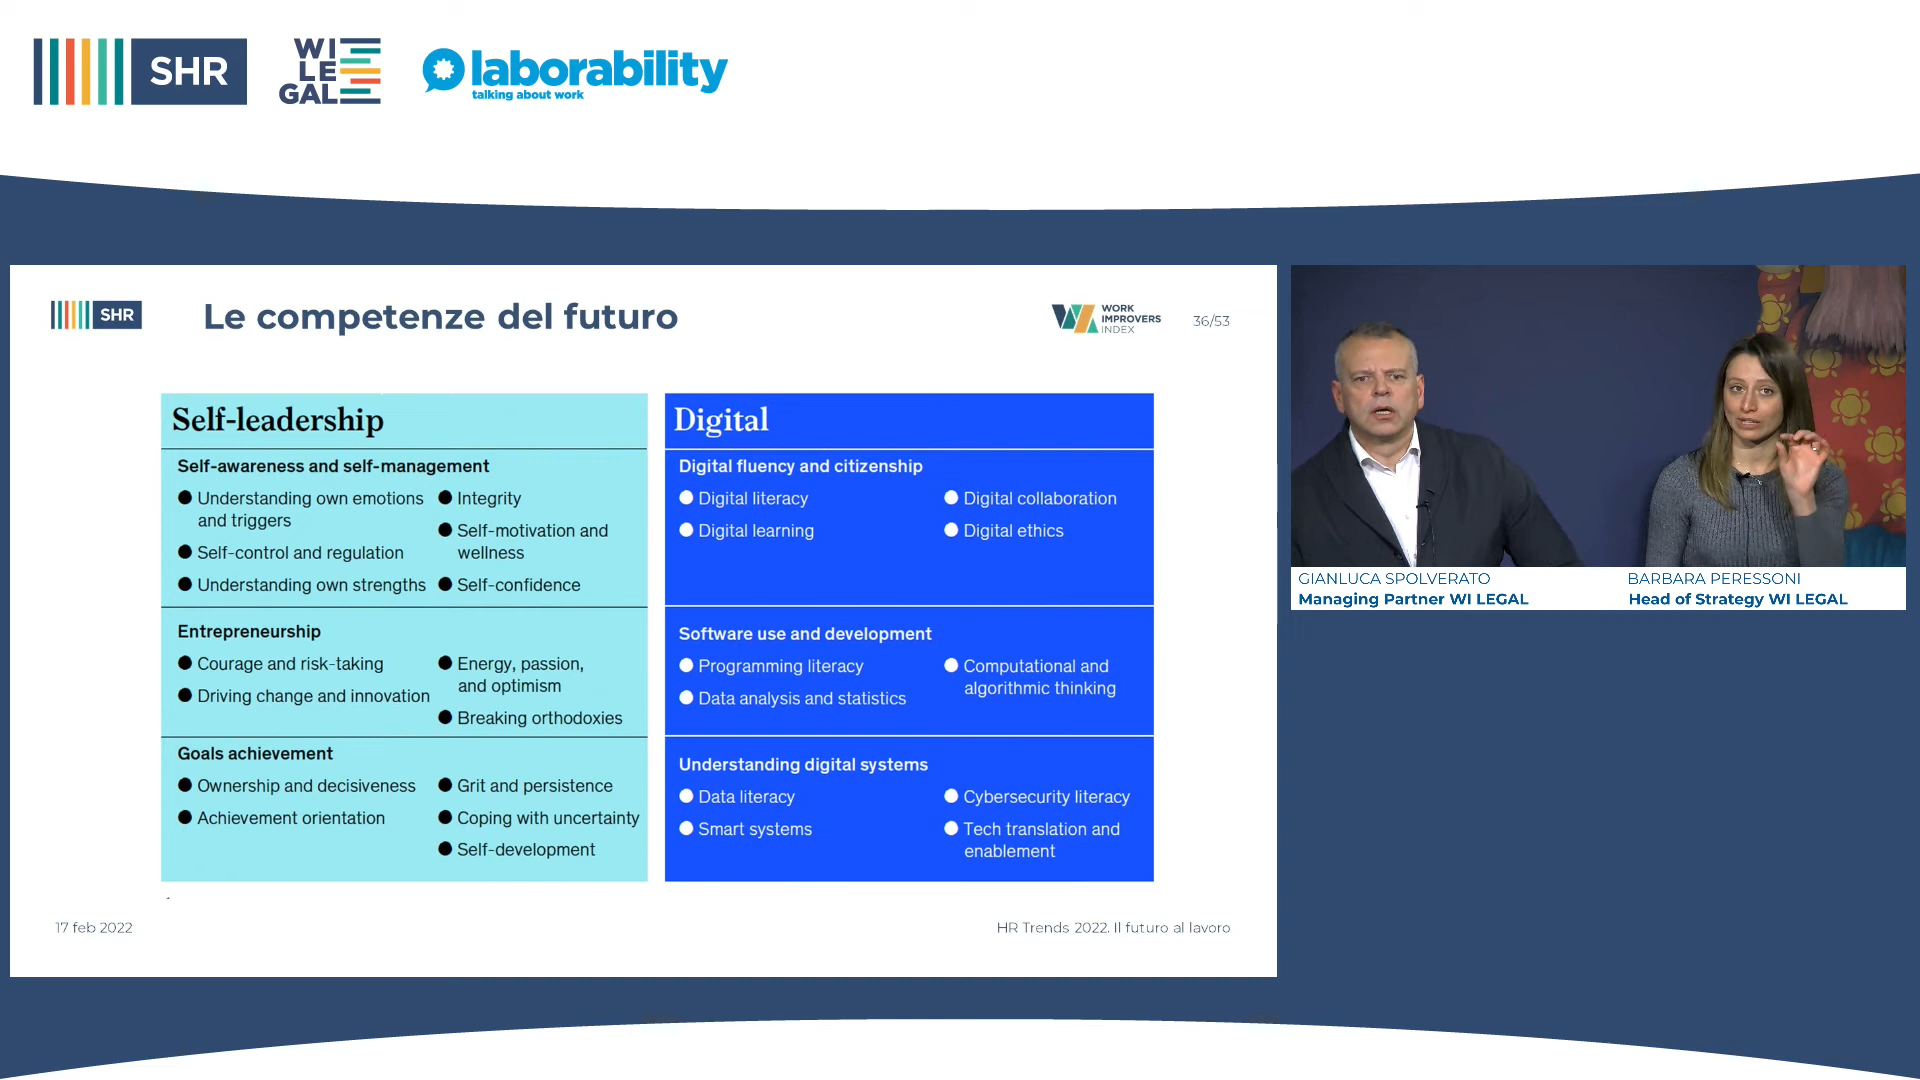 SHR
WI
LE
GAL
laborability
talking about work
SHR
Le competenze del futuro
WORK
IMPROVERS
INDEX
36/53
Self-leadership
Self-awareness and self-management
Understanding own emotions
and triggers
Self-control and regulation
Understanding own strengths
Integrity
Self-motivation and
wellness
Self-confidence
Entrepreneurship
Courage and risk-taking
Driving change and innovation
Energy, passion,
and optimism
Breaking orthodoxies
Goals achievement
Ownership and decisiveness
Achievement orientation
Grit and persistence
Coping with uncertainty
Self-development
Digital
Digital fluency and citizenship
Digital literacy
Digital learning
Digital collaboration
Digital ethics
Software use and development
Programming literacy
Data analysis and statistics
Computational and
algorithmic thinking
Understanding digital systems
Data literacy
Smart systems
Cybersecurity literacy
Tech translation and
enablement
17 feb 2022
HR Trends 2022. Il futuro al lavoro
GIANLUCA SPOLVERATO
Managing Partner WI LEGAL
BARBARA PERESSONI
Head of Strategy WI LEGAL